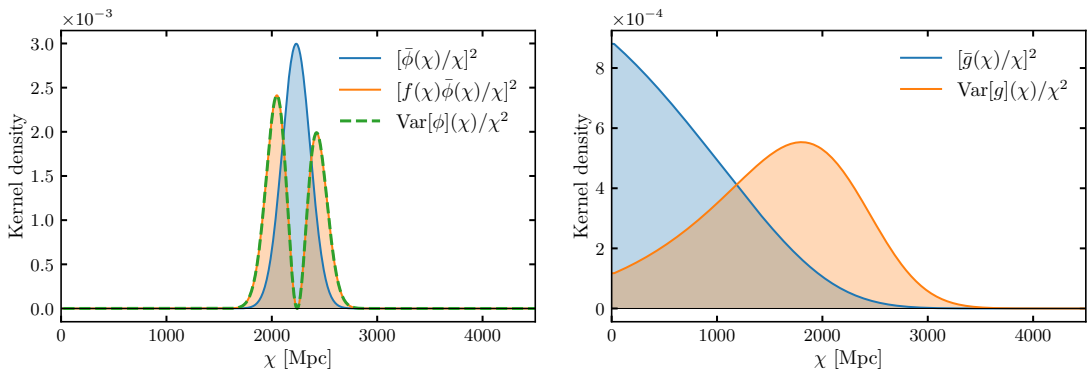 ×10⁻³
3.0
2.5
2.0
1.5
1.0
0.5
0.0
Kernel density
[ϕ̄(χ)/χ]²
[f(χ)ϕ̄(χ)/χ]²
Var[ϕ](χ)/χ²
0 1000 2000 3000 4000
χ [Mpc]
×10⁻⁴
8
6
4
2
0
Kernel density
[ḡ(χ)/χ]²
Var[g](χ)/χ²
0 1000 2000 3000 4000
χ [Mpc]